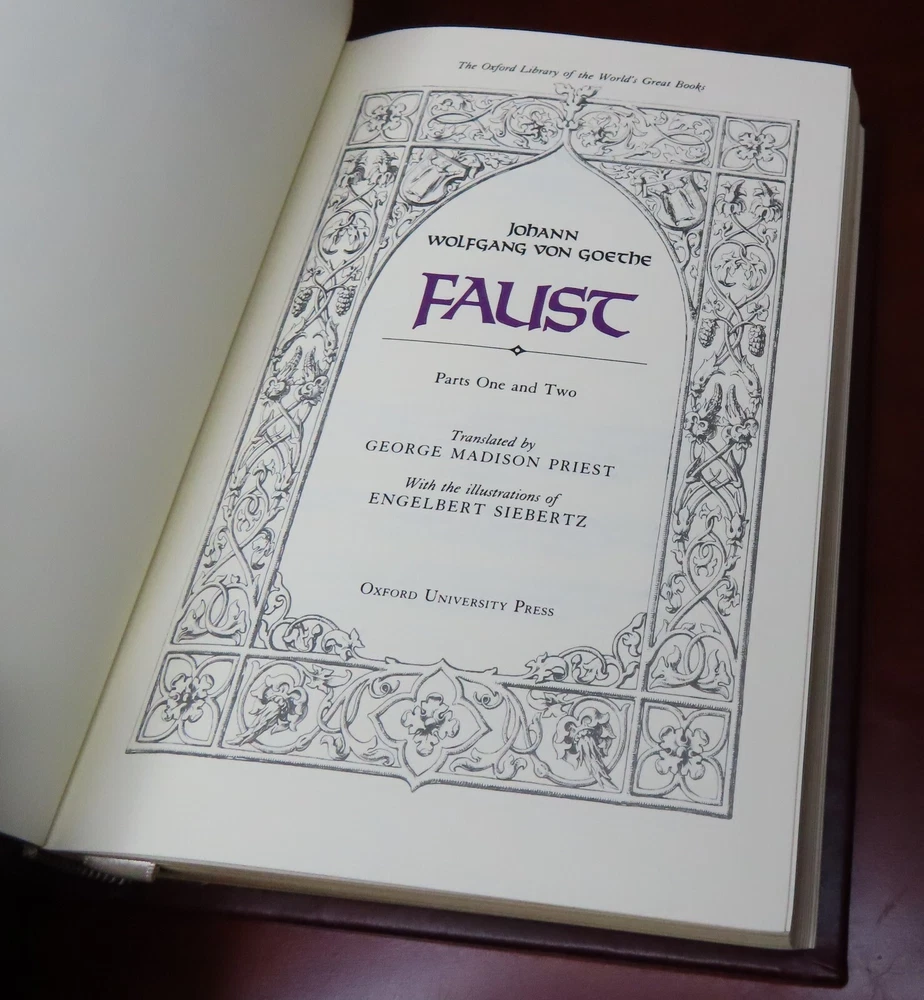 The Oxford Library of the World's Great Books
Johann
Wolfgang von Goethe
FAUST
Parts One and Two
Translated by
GEORGE MADISON PRIEST
With the illustrations of
ENGELBERT SIEBERTZ
Oxford University Press